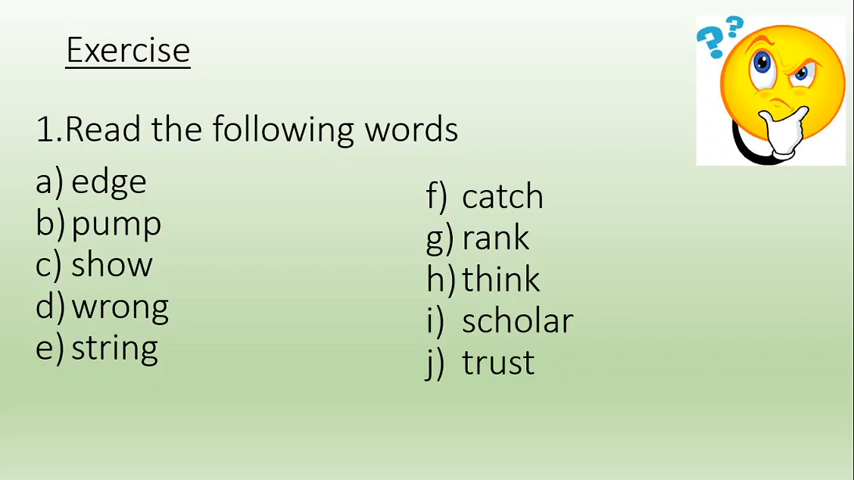 Exercise
1.Read the following words
a) edge
b) pump
c) show
d) wrong
e) string
f) catch
g) rank
h) think
i) scholar
j) trust